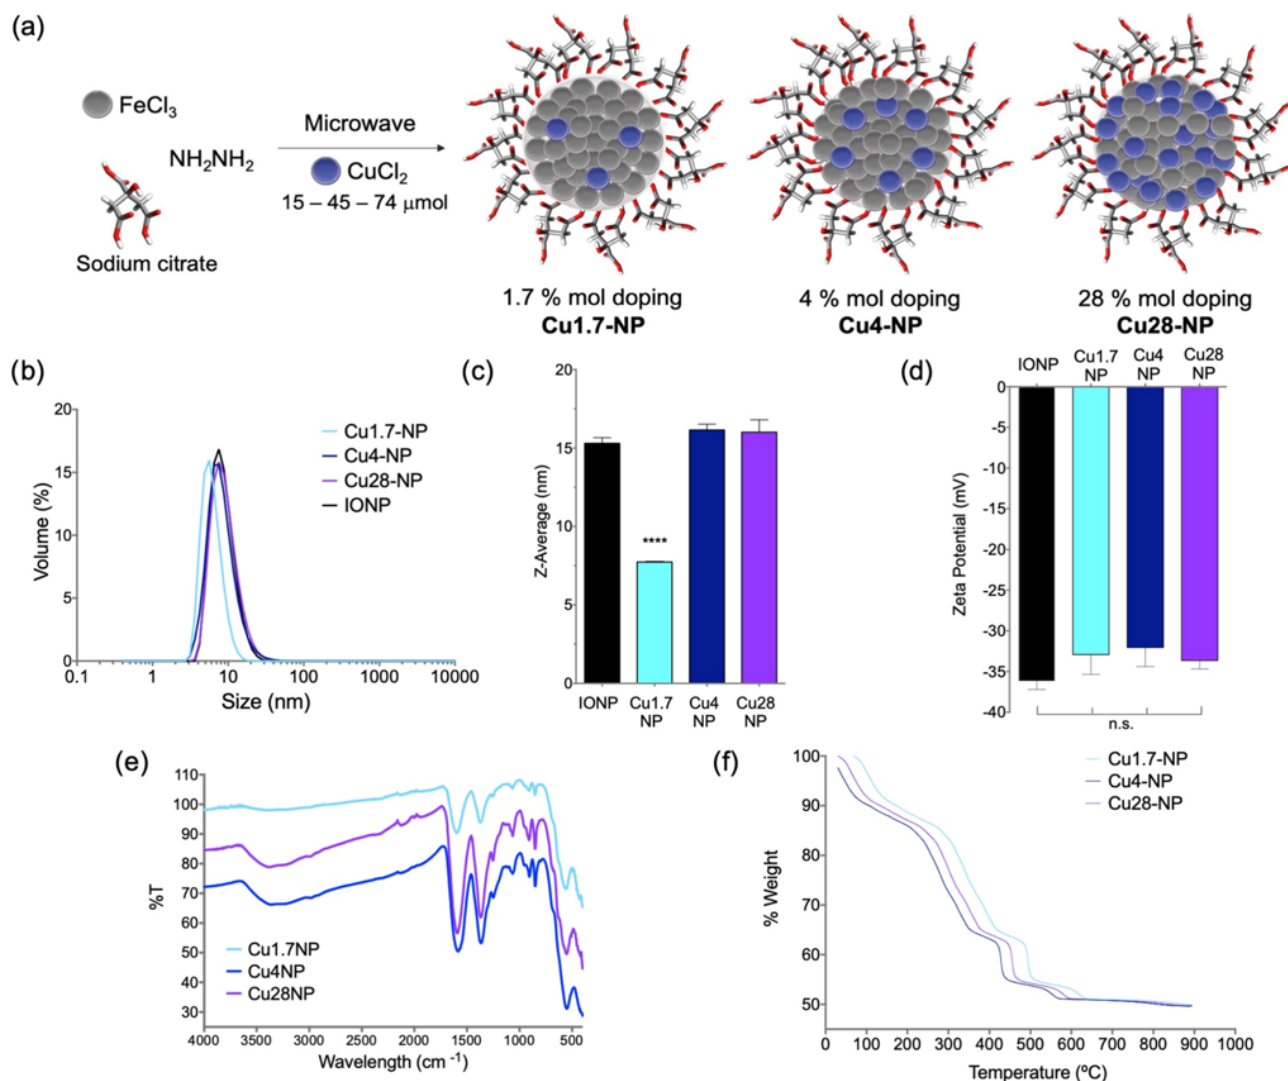 (a)
FeCl3
NH2NH2
Sodium citrate
Microwave
CuCl2
15 – 45 – 74 μmol
1.7 % mol doping
Cu1.7-NP
4 % mol doping
Cu4-NP
28 % mol doping
Cu28-NP
(b)
20
15
10
5
0
Volume (%)
0.1 1 10 100 1000 10000
Size (nm)
Cu1.7-NP
Cu4-NP
Cu28-NP
IONP
(c)
20
15
10
5
0
Z-Average (nm)
****
IONP Cu1.7 NP Cu4 NP Cu28 NP
(d)
IONP Cu1.7 NP Cu4 NP Cu28 NP
0
-5
-10
-15
-20
-25
-30
-35
-40
Zeta Potential (mV)
n.s.
(e)
110
100
90
80
70
60
50
40
30
%T
Cu1.7NP
Cu4NP
Cu28NP
4000 3500 3000 2500 2000 1500 1000 500
Wavelength (cm -1)
(f)
100
90
80
70
60
50
% Weight
Cu1.7-NP
Cu4-NP
Cu28-NP
0 100 200 300 400 500 600 700 800 900 1000
Temperature (ºC)